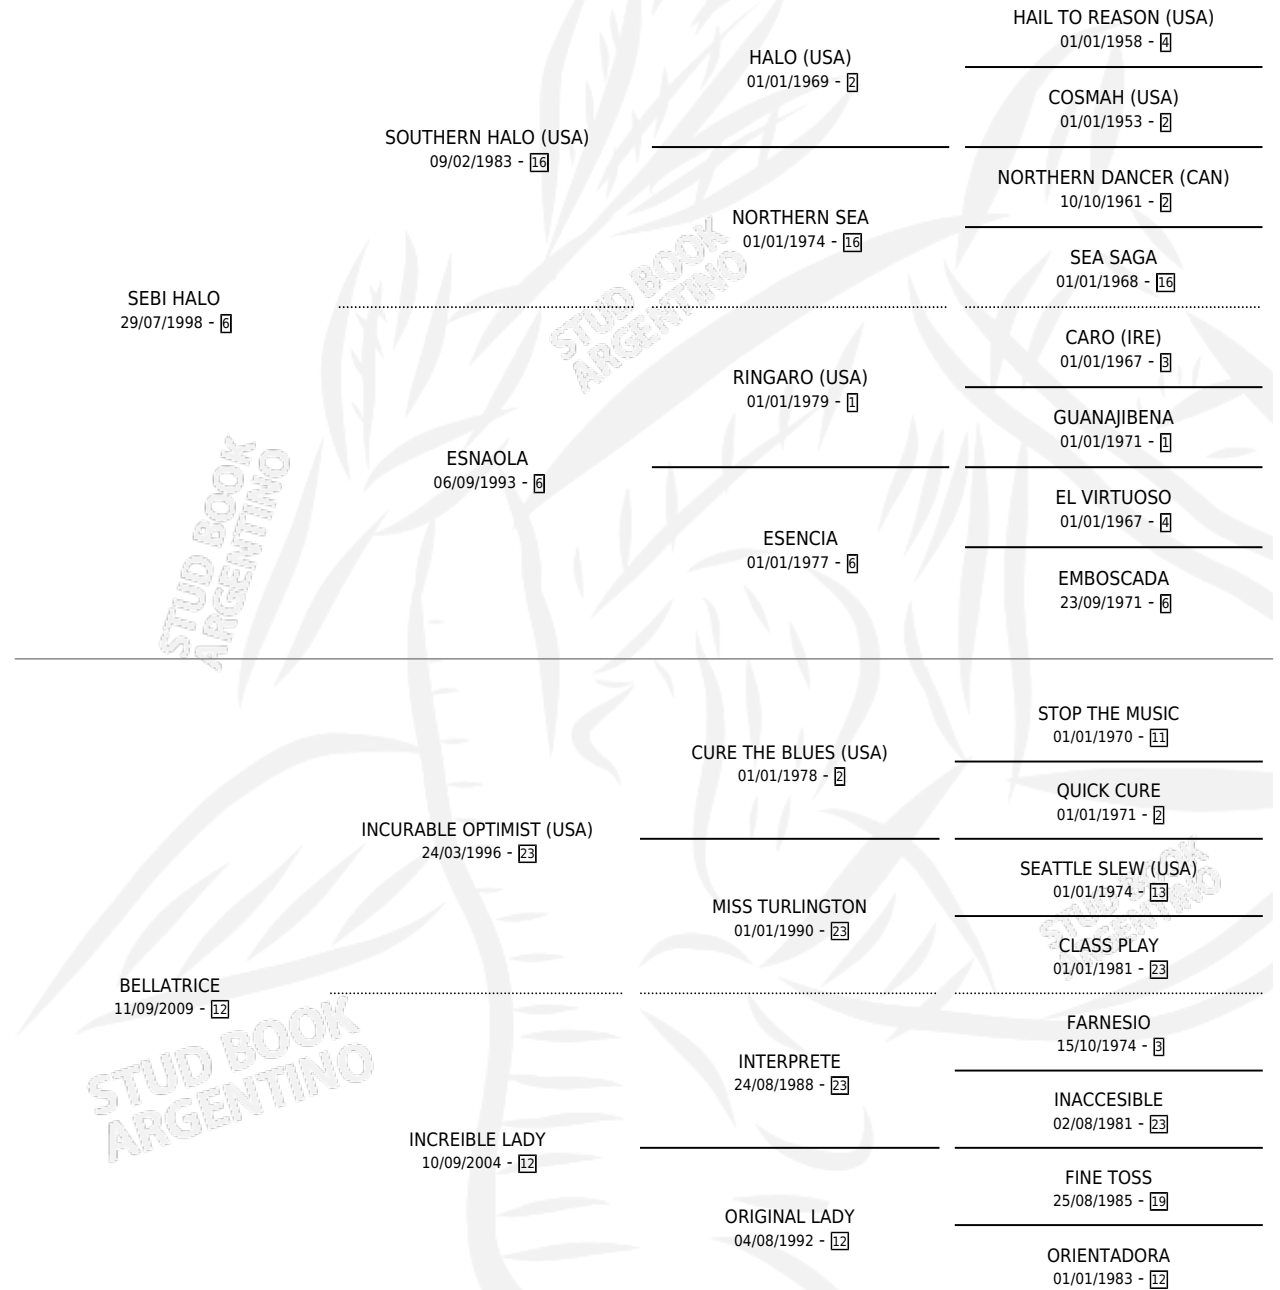 HAIL TO REASON (USA)
01/01/1958 - 4
HALO (USA)
01/01/1969 - 2
COSMAH (USA)
01/01/1953 - 2
SOUTHERN HALO (USA)
09/02/1983 - 16
NORTHERN DANCER (CAN)
10/10/1961 - 2
NORTHERN SEA
01/01/1974 - 16
SEA SAGA
01/01/1968 - 16
SEBI HALO
29/07/1998 - 6
STUD BOOK
ARGENTINO
CARO (IRE)
01/01/1967 - 3
RINGARO (USA)
01/01/1979 - 1
GUANAJIBENA
01/01/1971 - 1
ESNAOLA
06/09/1993 - 6
EL VIRTUOSO
01/01/1967 - 4
ESENCIA
01/01/1977 - 6
EMBOSCADA
23/09/1971 - 6
STUD BOOK
ARGENTINO
STOP THE MUSIC
01/01/1970 - 11
CURE THE BLUES (USA)
01/01/1978 - 2
QUICK CURE
01/01/1971 - 2
INCURABLE OPTIMIST (USA)
24/03/1996 - 23
SEATTLE SLEW (USA)
01/01/1974 - 13
MISS TURLINGTON
01/01/1990 - 23
CLASS PLAY
01/01/1981 - 23
STUD BOOK
ARGENTINO
BELLATRICE
11/09/2009 - 12
FARNESIO
15/10/1974 - 3
INTERPRETE
24/08/1988 - 23
INACCESIBLE
02/08/1981 - 23
STUD BOOK
ARGENTINO
INCREIBLE LADY
10/09/2004 - 12
FINE TOSS
25/08/1985 - 19
ORIGINAL LADY
04/08/1992 - 12
ORIENTADORA
01/01/1983 - 12